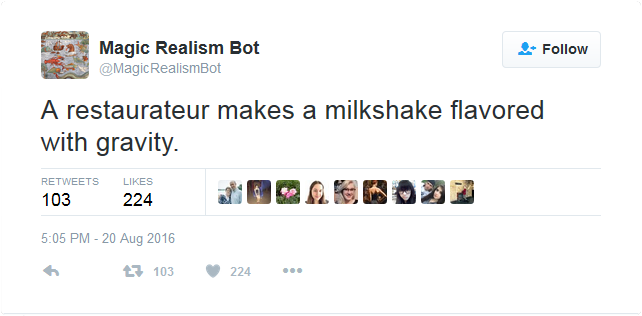 Magic Realism Bot
@MagicRealismBot
Follow
A restaurateur makes a milkshake flavored
with gravity.
RETWEETS LIKES
103 224
5:05 PM - 20 Aug 2016
103 224